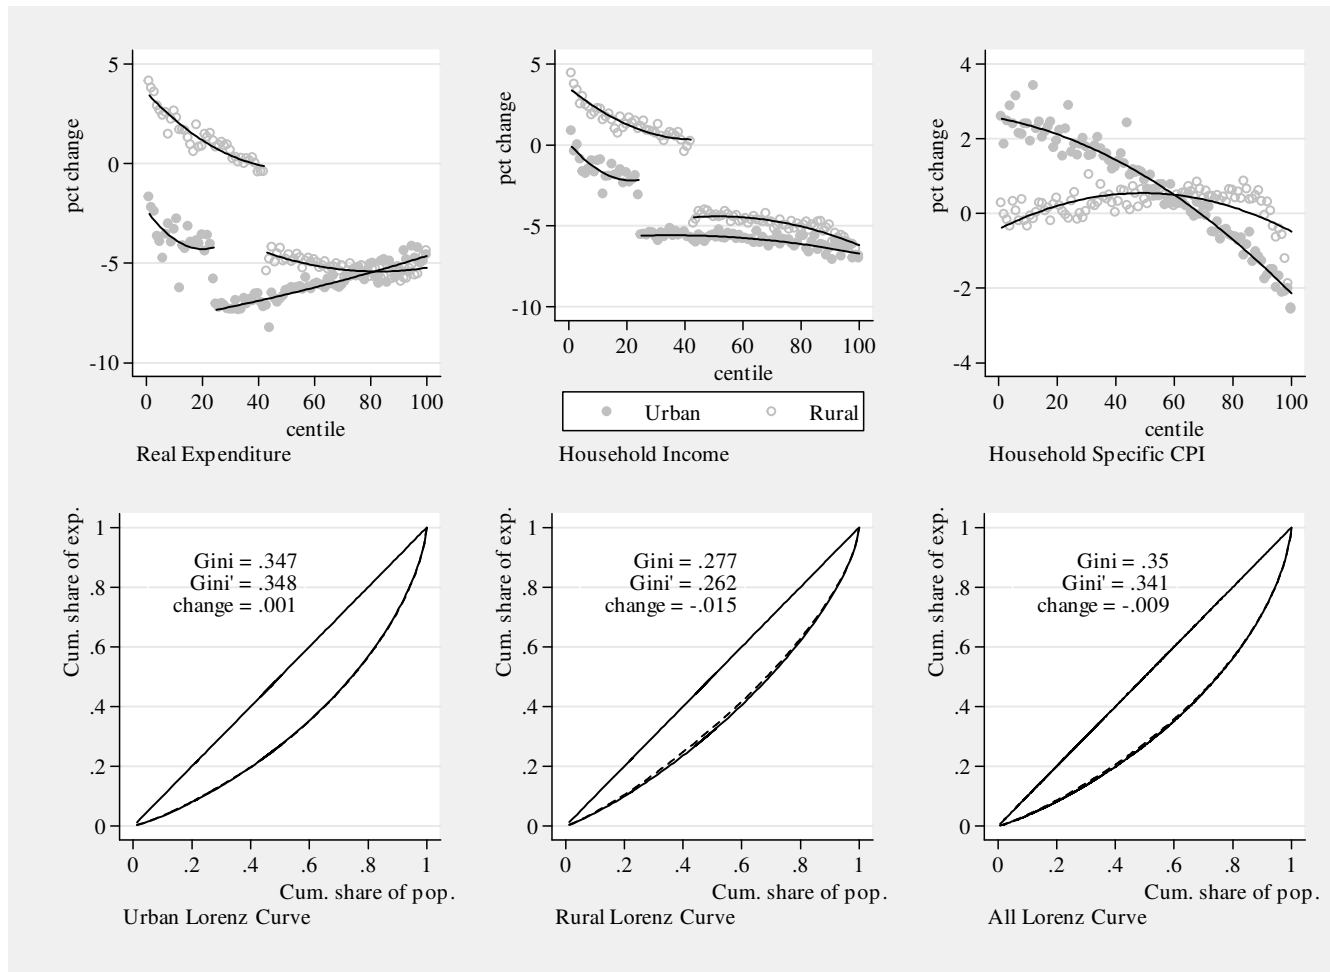 pct change
5
0
-5
-10
0 20 40 60 80 100
centile
Real Expenditure
pct change
5
0
-5
-10
0 20 40 60 80 100
centile
Urban Rural
Household Income
pct change
4
2
0
-2
-4
0 20 40 60 80 100
centile
Household Specific CPI
Cum. share of exp.
1
.8
.6
.4
.2
0
Gini = .347
Gini' = .348
change = .001
0 .2 .4 .6 .8 1
Cum. share of pop.
Urban Lorenz Curve
Cum. share of exp.
1
.8
.6
.4
.2
0
Gini = .277
Gini' = .262
change = -.015
0 .2 .4 .6 .8 1
Cum. share of pop.
Rural Lorenz Curve
Cum. share of exp.
1
.8
.6
.4
.2
0
Gini = .35
Gini' = .341
change = -.009
0 .2 .4 .6 .8 1
Cum. share of pop.
All Lorenz Curve